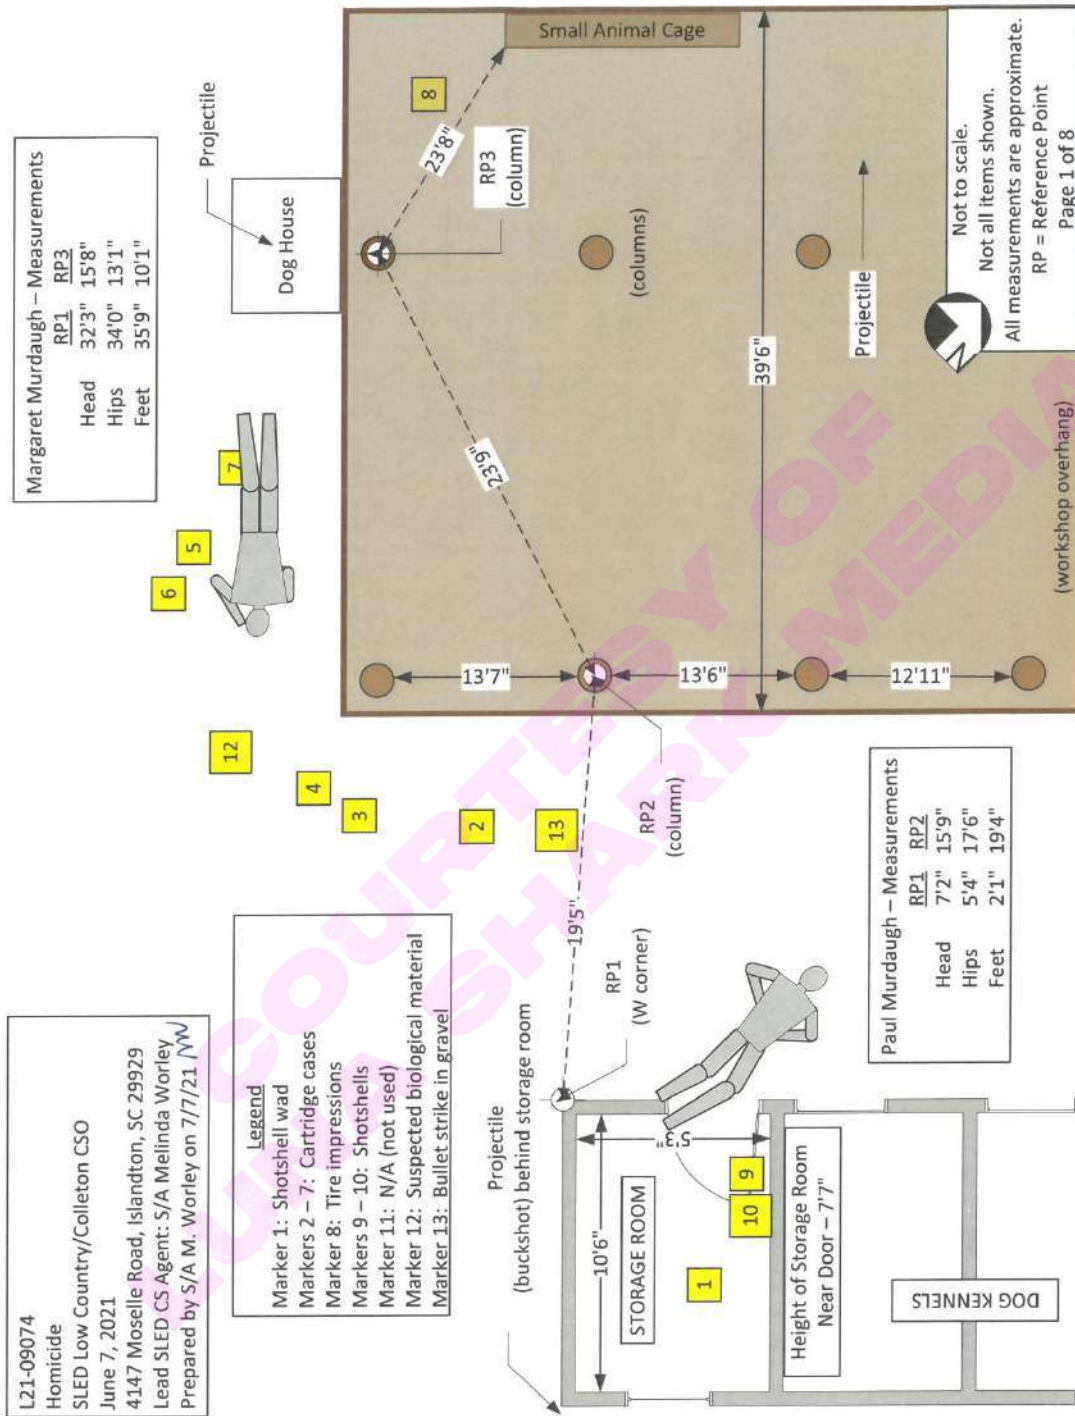 L21-09074
Homicide
SLED Low Country/Colleton CSO
June 7, 2021
4147 Moselle Road, Islandton, SC 29929
Lead SLED CS Agent: S/A Melinda Worley
Prepared by S/A M. Worley on 7/7/21
Legend
Marker 1: Shotshell wad
Markers 2 – 7: Cartridge cases
Marker 8: Tire impressions
Markers 9 – 10: Shotshells
Marker 11: N/A (not used)
Marker 12: Suspected biological material
Marker 13: Bullet strike in gravel
Margaret Murdaugh – Measurements
RP1 RP3
Head 32'3" 15'8"
Hips 34'0" 13'1"
Feet 35'9" 10'1"
Projectile
Dog House
6
5
7
12
4
3
2
13
Small Animal Cage
8
23'8"
RP3
(column)
23'9"
13'7"
13'6"
12'11"
39'6"
(columns)
Projectile
RP2
(column)
19'5"
RP1
(W corner)
Projectile
(buckshot) behind storage room
10'6"
5'3"
STORAGE ROOM
1
10
9
Height of Storage Room
Near Door – 7'7"
DOG KENNELS
Paul Murdaugh – Measurements
RP1 RP2
Head 7'2" 15'9"
Hips 5'4" 17'6"
Feet 2'1" 19'4"
(workshop overhang)
N
Not to scale.
Not all items shown.
All measurements are approximate.
RP = Reference Point
Page 1 of 8
COURTESY OF
LUNA SHARK MEDIA